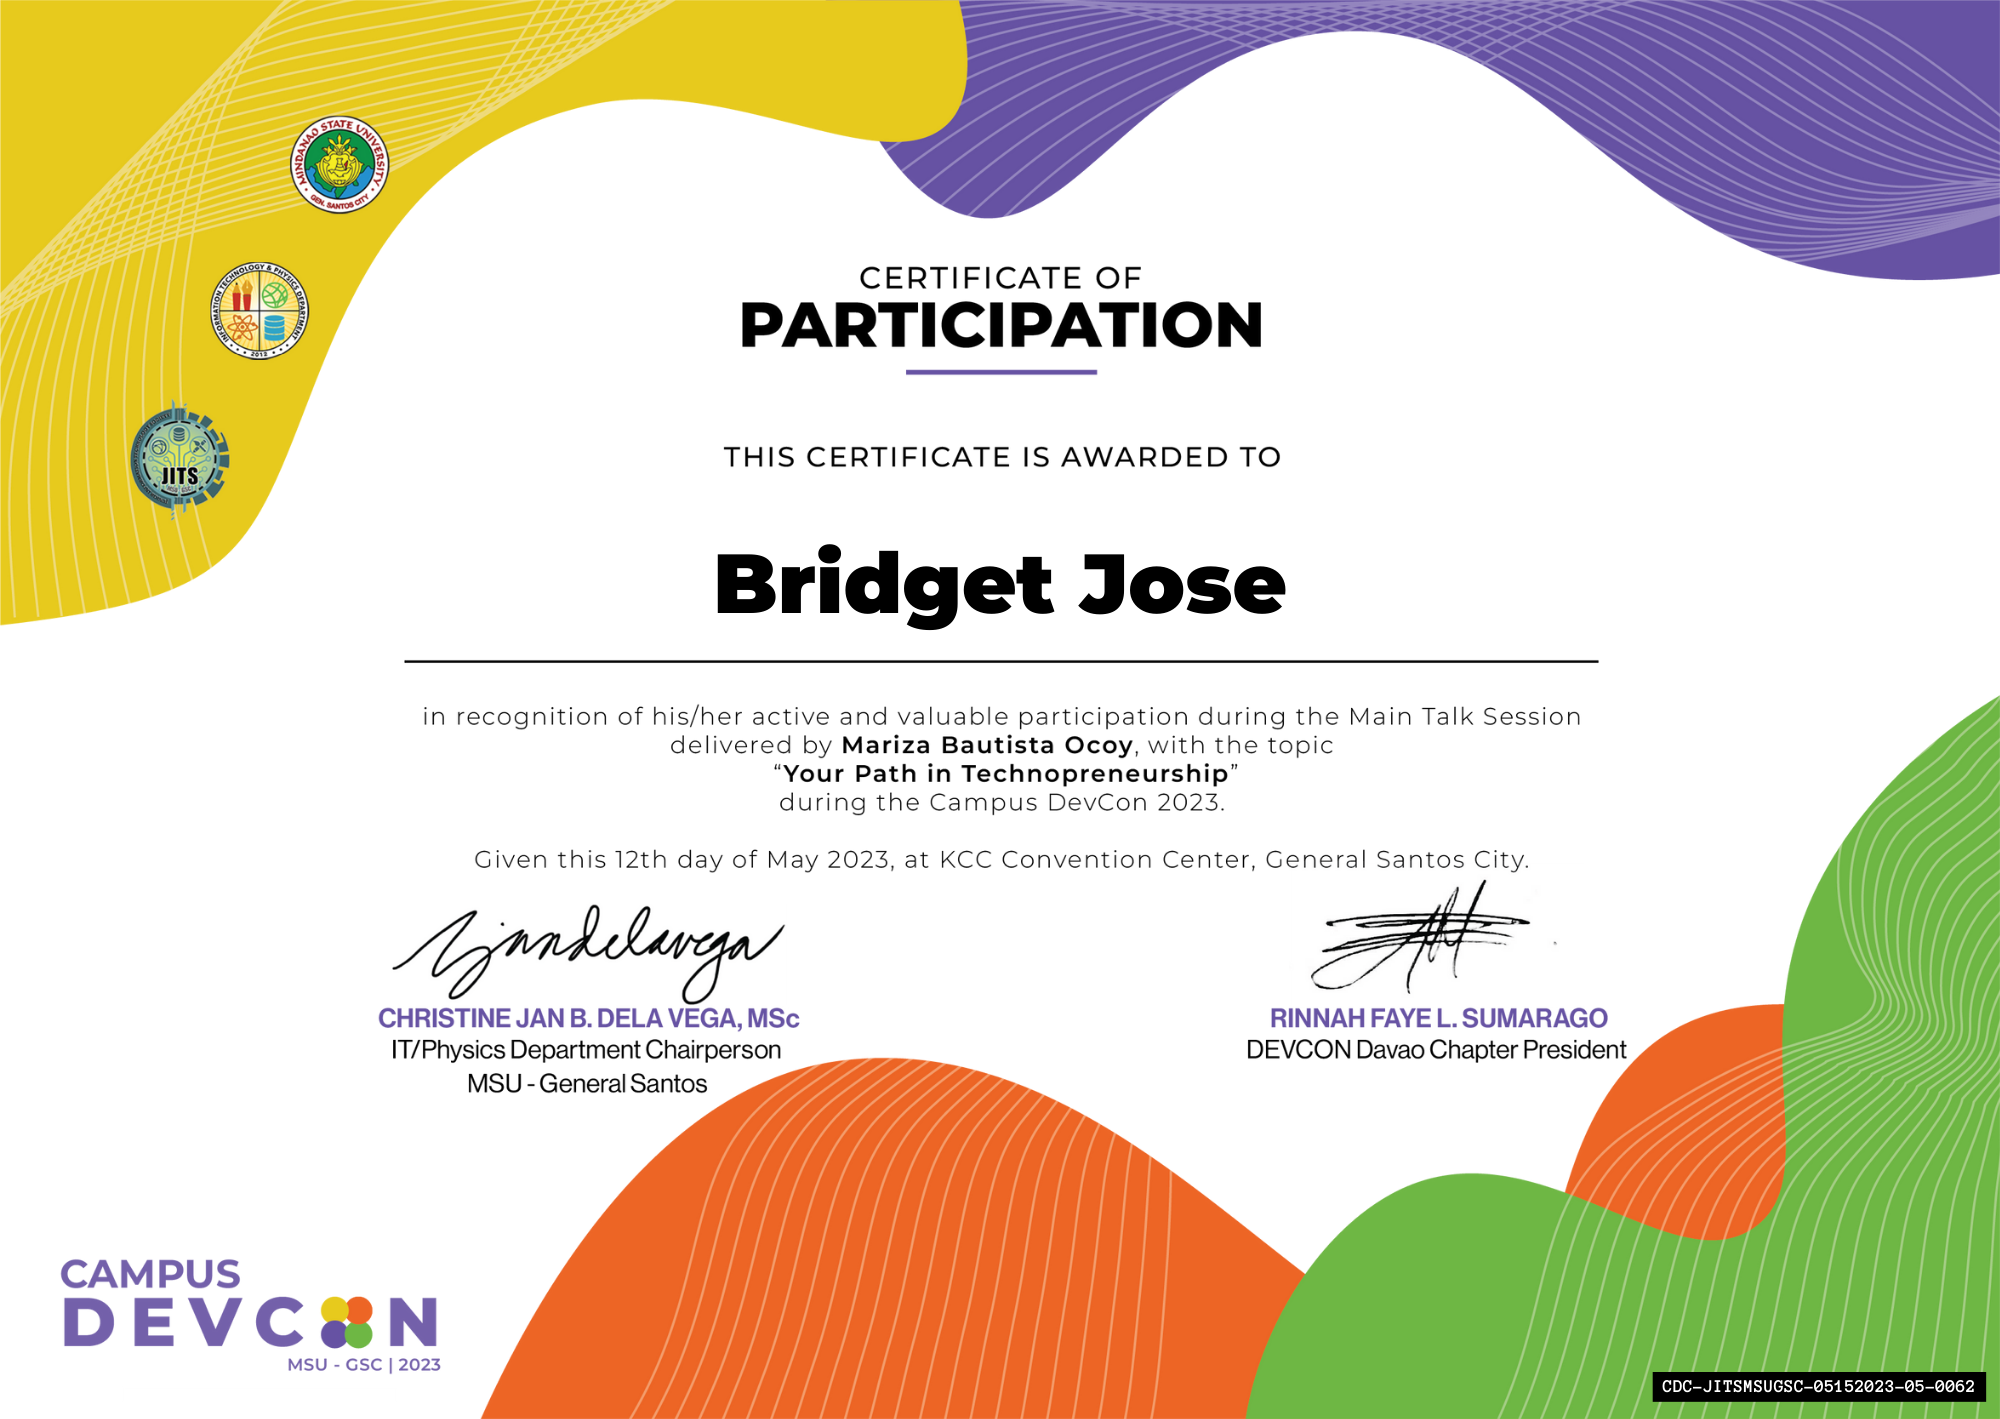 MINDANAO STATE UNIVERSITY
GEN. SANTOS CITY
INFORMATION TECHNOLOGY & PHYSICS DEPARTMENT
2012
JITS
CERTIFICATE OF
PARTICIPATION
THIS CERTIFICATE IS AWARDED TO
Bridget Jose
in recognition of his/her active and valuable participation during the Main Talk Session
delivered by Mariza Bautista Ocoy, with the topic
“Your Path in Technopreneurship”
during the Campus DevCon 2023.
Given this 12th day of May 2023, at KCC Convention Center, General Santos City.
CHRISTINE JAN B. DELA VEGA, MSc
IT/Physics Department Chairperson
MSU - General Santos
RINNAH FAYE L. SUMARAGO
DEVCON Davao Chapter President
CAMPUS
DEVCON
MSU - GSC | 2023
CDC-JITSMSUGSC-05152023-05-0062